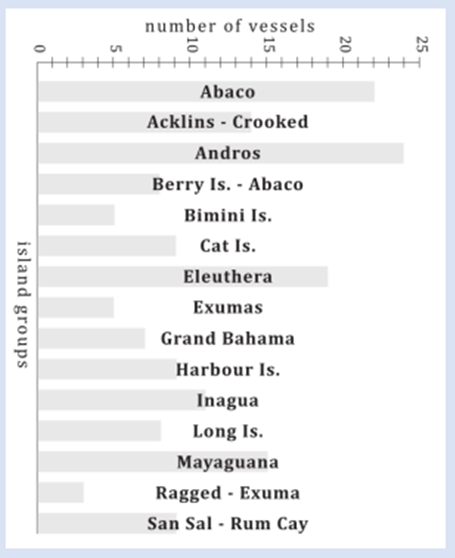 number of vessels
0 5 10 15 20 25
Abaco
Acklins - Crooked
Andros
Berry Is. - Abaco
Bimini Is.
Cat Is.
Eleuthera
Exumas
Grand Bahama
Harbour Is.
Inagua
Long Is.
Mayaguana
Ragged - Exuma
San Sal - Rum Cay
island groups